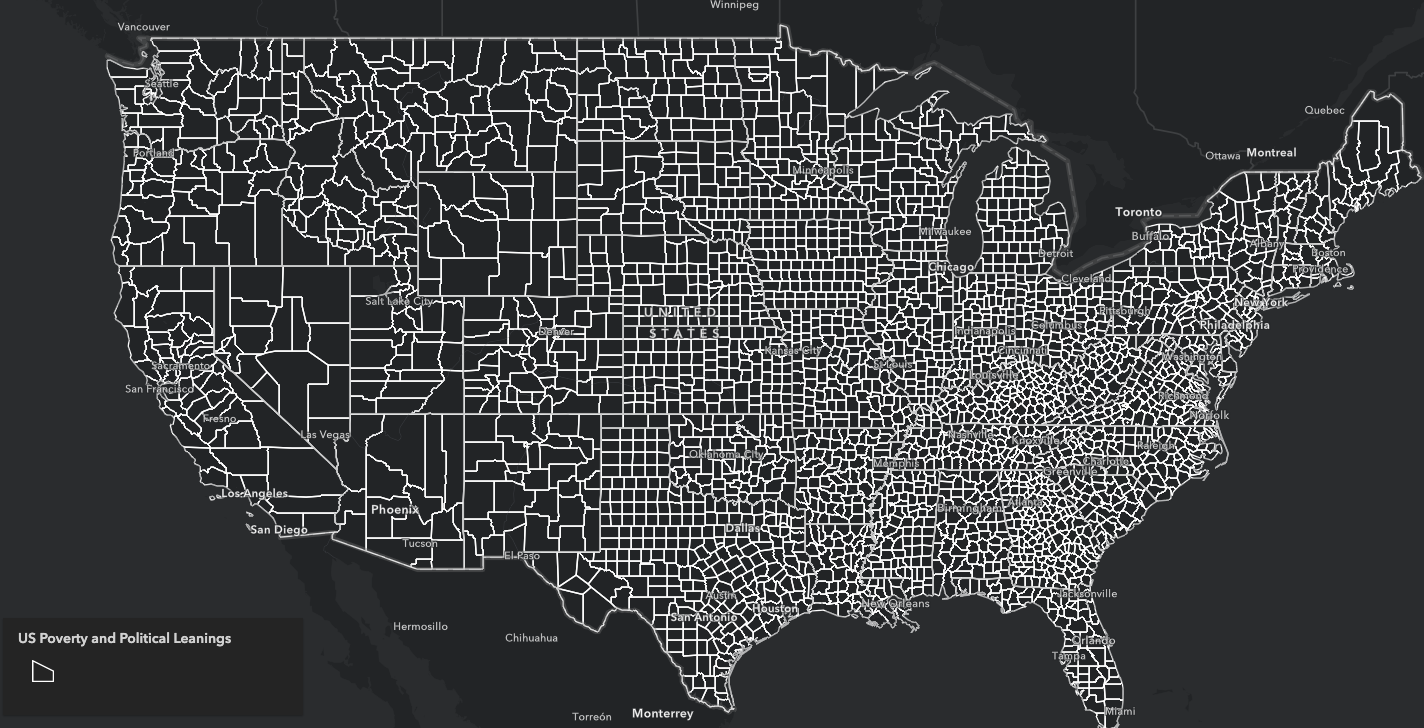 Winnipeg
Vancouver
Seattle
Quebec
Portland
Ottawa
Montreal
Minneapolis
Toronto
Milwaukee
Buffalo
Albany
Detroit
Boston
Chicago
Cleveland
Providence
Salt Lake City
New York
UNITED
STATES
Denver
Indianapolis
Columbus
Pittsburgh
Philadelphia
Kansas City
Cincinnati
Washington
Sacramento
St Louis
Louisville
San Francisco
Richmond
Fresno
Norfolk
Las Vegas
Nashville
Knoxville
Raleigh
Oklahoma City
Memphis
Charlotte
Greenville
Los Angeles
Phoenix
Birmingham
Atlanta
San Diego
Dallas
Tucson
El Paso
Austin
Jacksonville
Houston
New Orleans
San Antonio
Hermosillo
Chihuahua
US Poverty and Political Leanings
Orlando
Tampa
Torreón
Monterrey
Miami